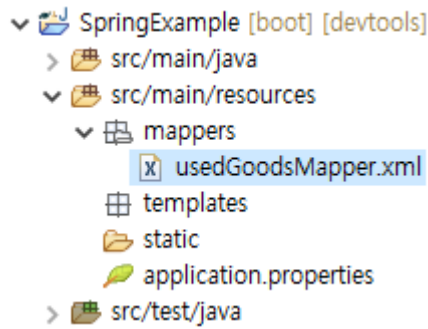 SpringExample [boot] [devtools]
src/main/java
src/main/resources
mappers
usedGoodsMapper.xml
templates
static
application.properties
src/test/java